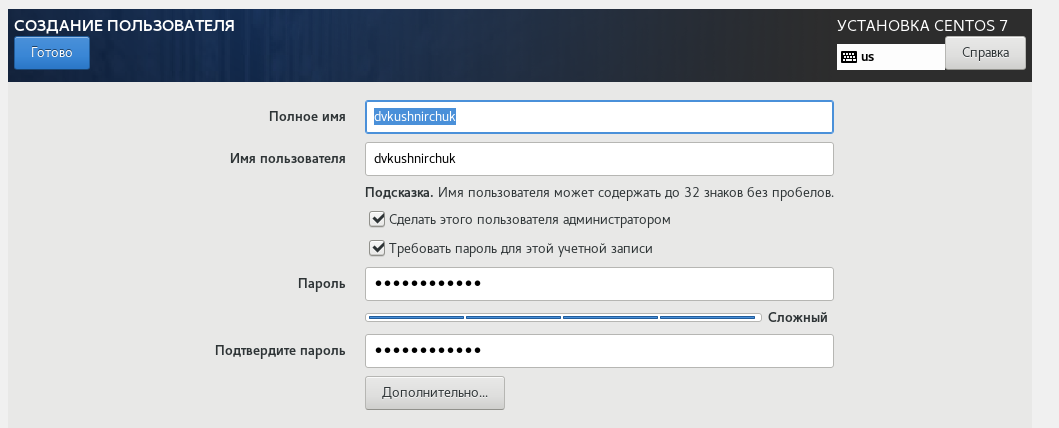 СОЗДАНИЕ ПОЛЬЗОВАТЕЛЯ
УСТАНОВКА CENTOS 7
Готово
us
Справка
Полное имя
dvkushnirchuk
Имя пользователя
dvkushnirchuk
Подсказка. Имя пользователя может содержать до 32 знаков без пробелов.
Сделать этого пользователя администратором
Требовать пароль для этой учетной записи
Пароль
●●●●●●●●●●●●
Сложный
Подтвердите пароль
●●●●●●●●●●●●
Дополнительно...